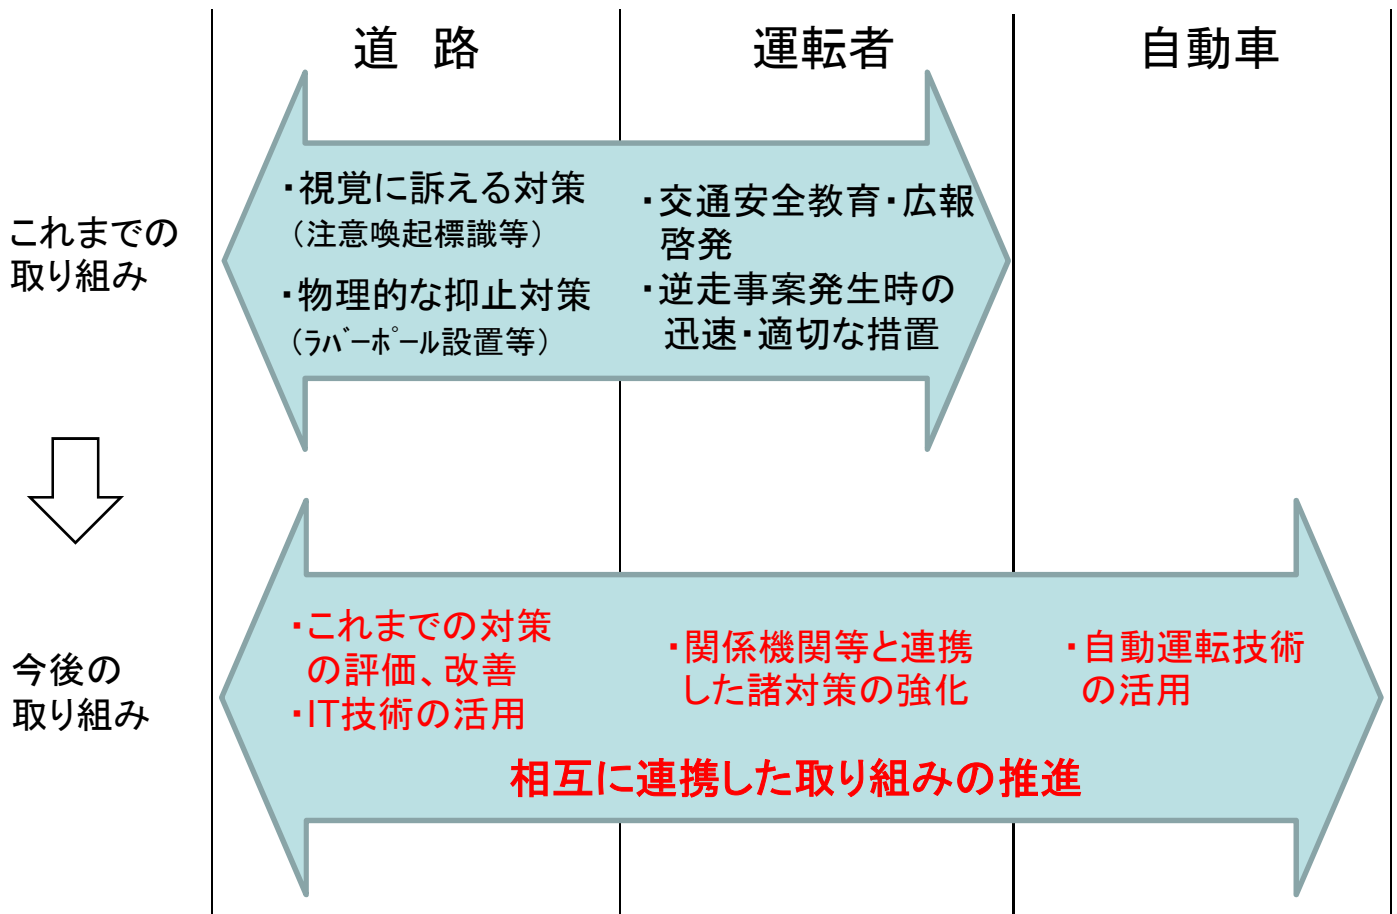 道　路
運転者
自動車
これまでの
取り組み
・視覚に訴える対策
（注意喚起標識等）
・物理的な抑止対策
（ﾗﾊﾞｰﾎﾟｰﾙ設置等）
・交通安全教育・広報
啓発
・逆走事案発生時の
迅速・適切な措置
今後の
取り組み
・これまでの対策
の評価、改善
・IT技術の活用
・関係機関等と連携
した諸対策の強化
・自動運転技術
の活用
相互に連携した取り組みの推進